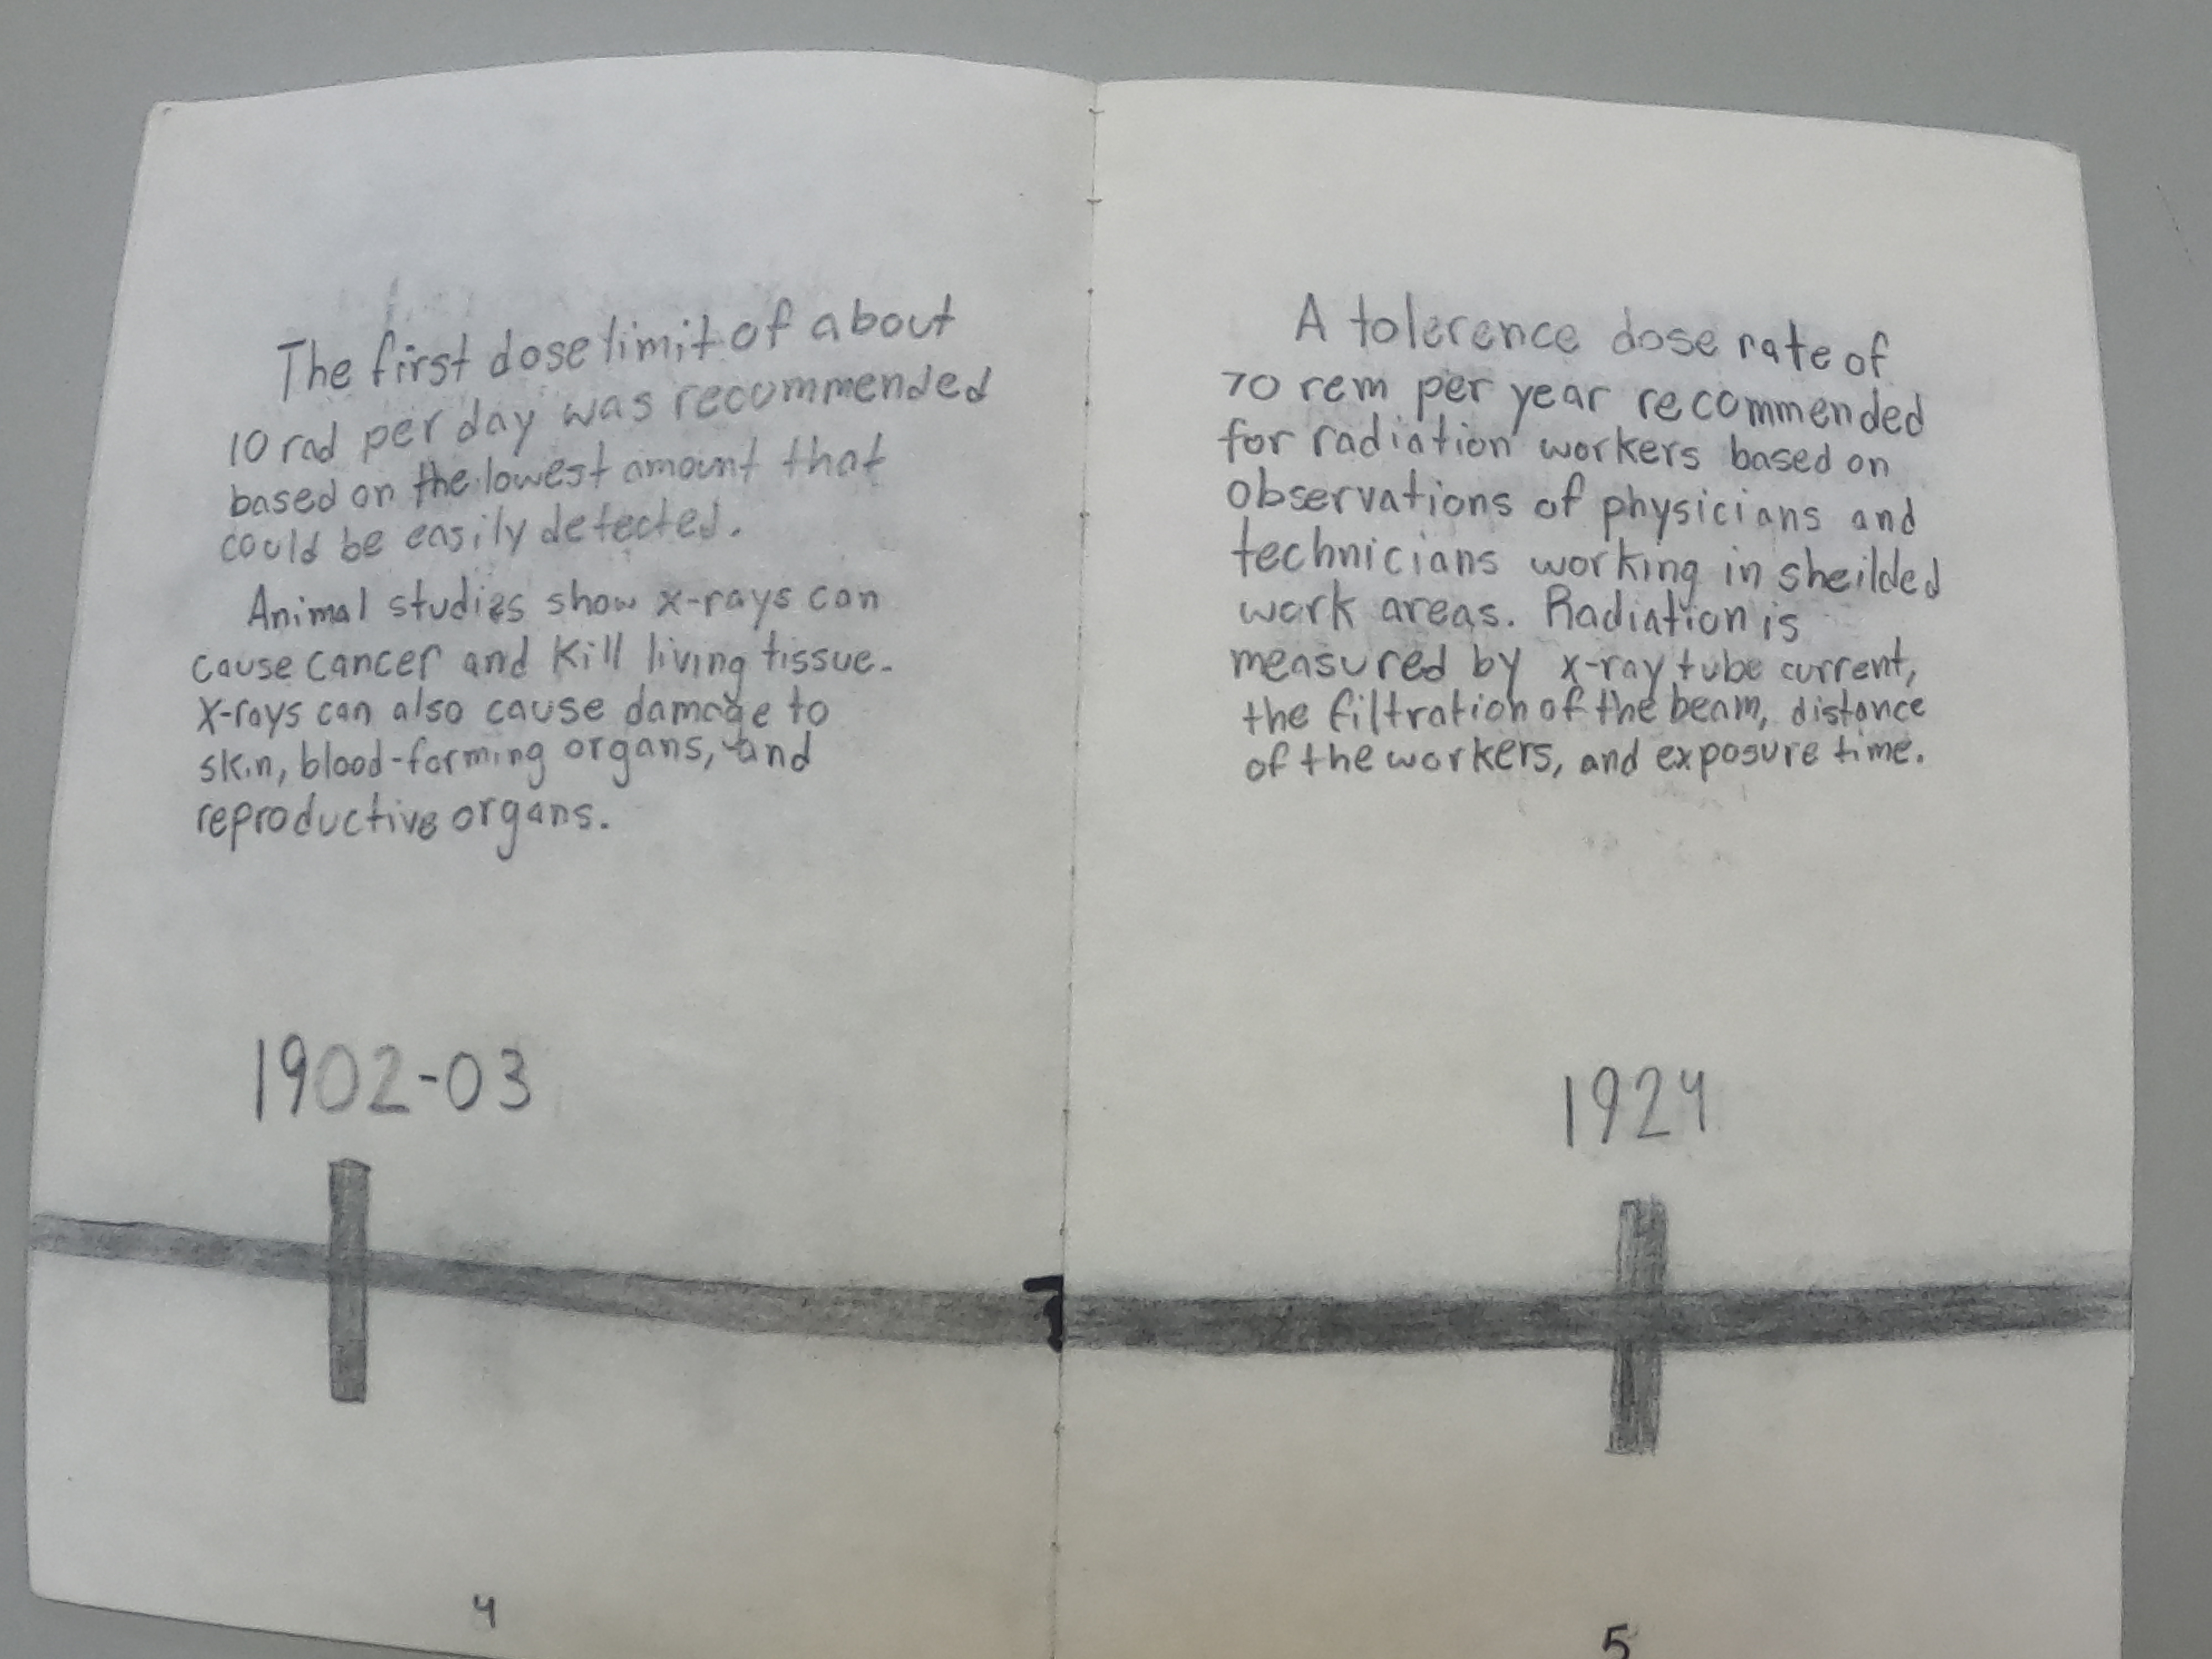 The first dose limit of about
10 rad per day was recommended
based on the lowest amount that
could be easily detected.
Animal studies show x-rays can
cause cancer and kill living tissue.
X-rays can also cause damage to
skin, blood-forming organs, and
reproductive organs.
1902-03
4
A tolerence dose rate of
70 rem per year recommended
for radiation workers based on
observations of physicians and
technicians working in sheilded
work areas. Radiation is
measured by x-ray tube current,
the filtration of the beam, distance
of the workers, and exposure time.
1924
5